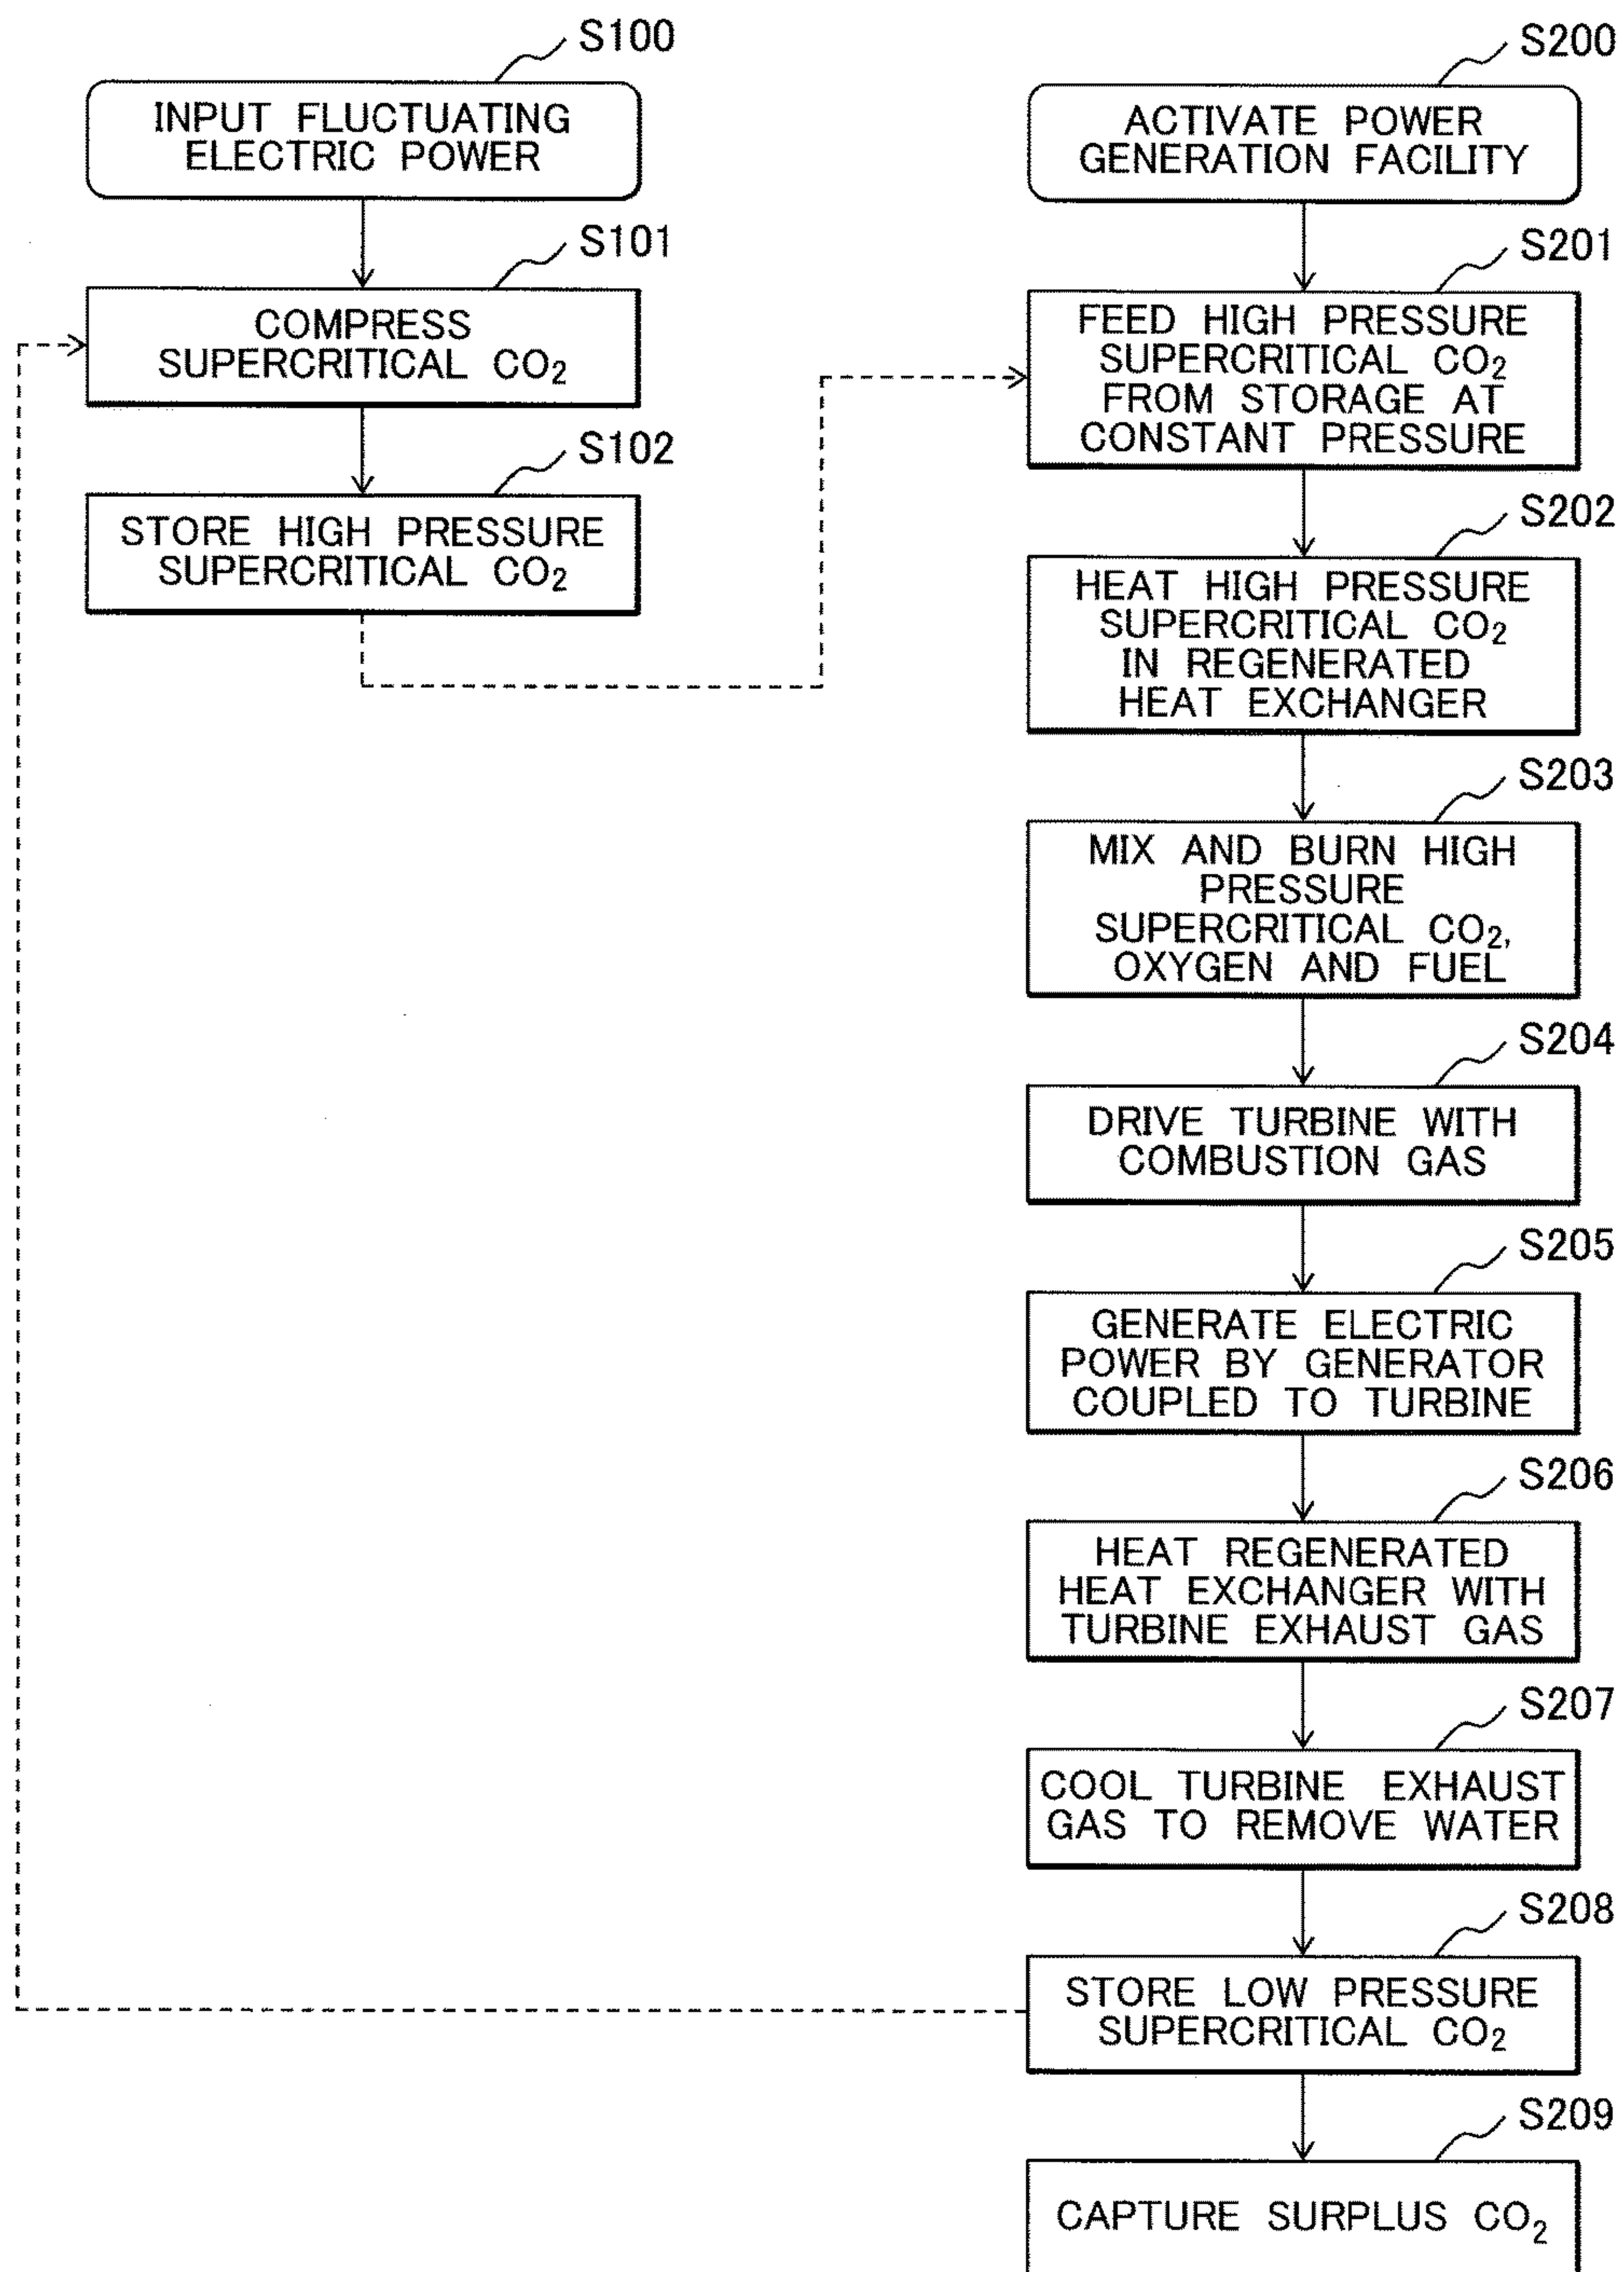 S100
INPUT FLUCTUATING
ELECTRIC POWER
S101
COMPRESS
SUPERCRITICAL CO₂
S102
STORE HIGH PRESSURE
SUPERCRITICAL CO₂
S200
ACTIVATE POWER
GENERATION FACILITY
S201
FEED HIGH PRESSURE
SUPERCRITICAL CO₂
FROM STORAGE AT
CONSTANT PRESSURE
S202
HEAT HIGH PRESSURE
SUPERCRITICAL CO₂
IN REGENERATED
HEAT EXCHANGER
S203
MIX AND BURN HIGH
PRESSURE
SUPERCRITICAL CO₂,
OXYGEN AND FUEL
S204
DRIVE TURBINE WITH
COMBUSTION GAS
S205
GENERATE ELECTRIC
POWER BY GENERATOR
COUPLED TO TURBINE
S206
HEAT REGENERATED
HEAT EXCHANGER WITH
TURBINE EXHAUST GAS
S207
COOL TURBINE EXHAUST
GAS TO REMOVE WATER
S208
STORE LOW PRESSURE
SUPERCRITICAL CO₂
S209
CAPTURE SURPLUS CO₂